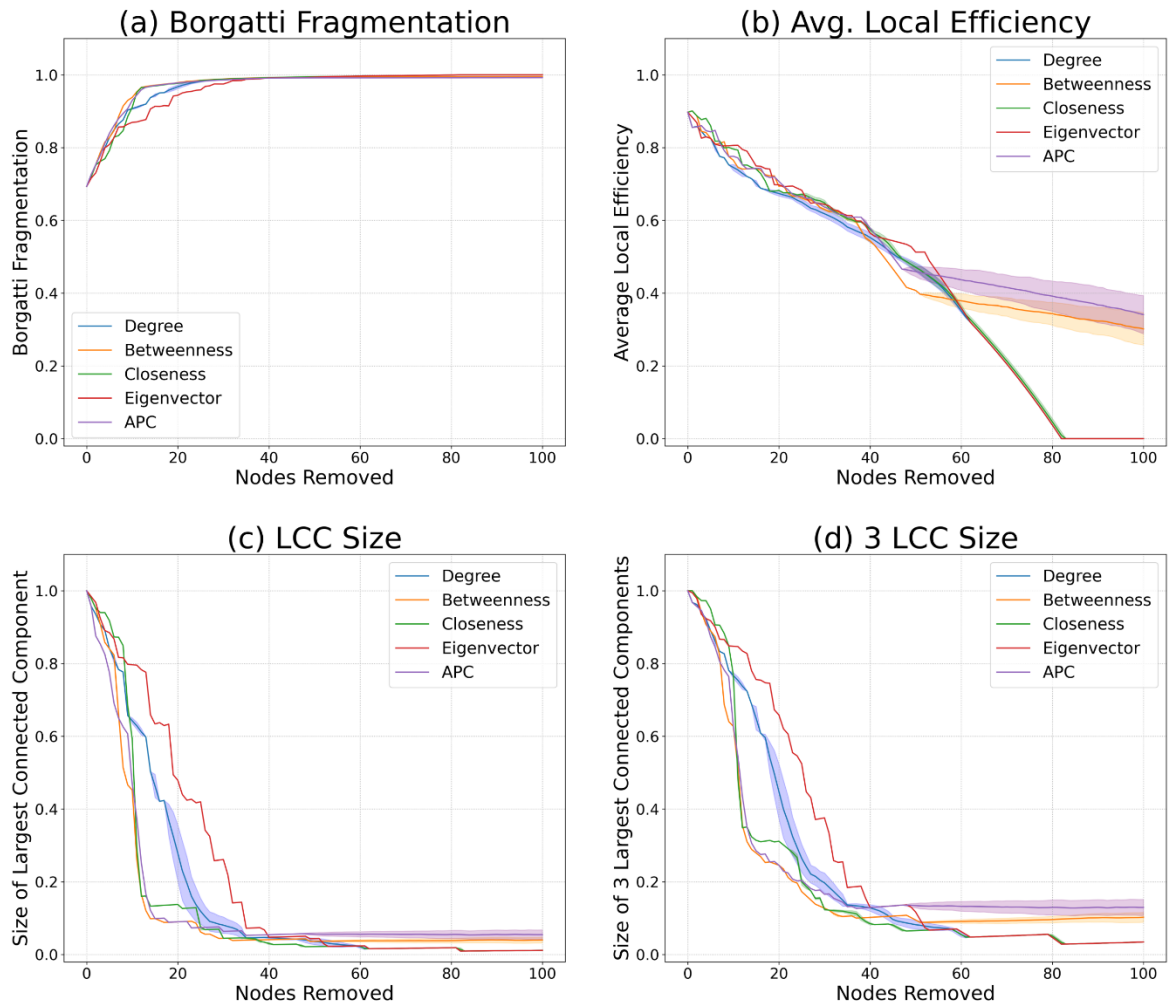 (a) Borgatti Fragmentation
Borgatti Fragmentation
1.0
0.8
0.6
0.4
0.2
0.0
Degree
Betweenness
Closeness
Eigenvector
APC
0 20 40 60 80 100
Nodes Removed
(b) Avg. Local Efficiency
Average Local Efficiency
1.0
0.8
0.6
0.4
0.2
0.0
Degree
Betweenness
Closeness
Eigenvector
APC
0 20 40 60 80 100
Nodes Removed
(c) LCC Size
Size of Largest Connected Component
1.0
0.8
0.6
0.4
0.2
0.0
Degree
Betweenness
Closeness
Eigenvector
APC
0 20 40 60 80 100
Nodes Removed
(d) 3 LCC Size
Size of 3 Largest Connected Components
1.0
0.8
0.6
0.4
0.2
0.0
Degree
Betweenness
Closeness
Eigenvector
APC
0 20 40 60 80 100
Nodes Removed